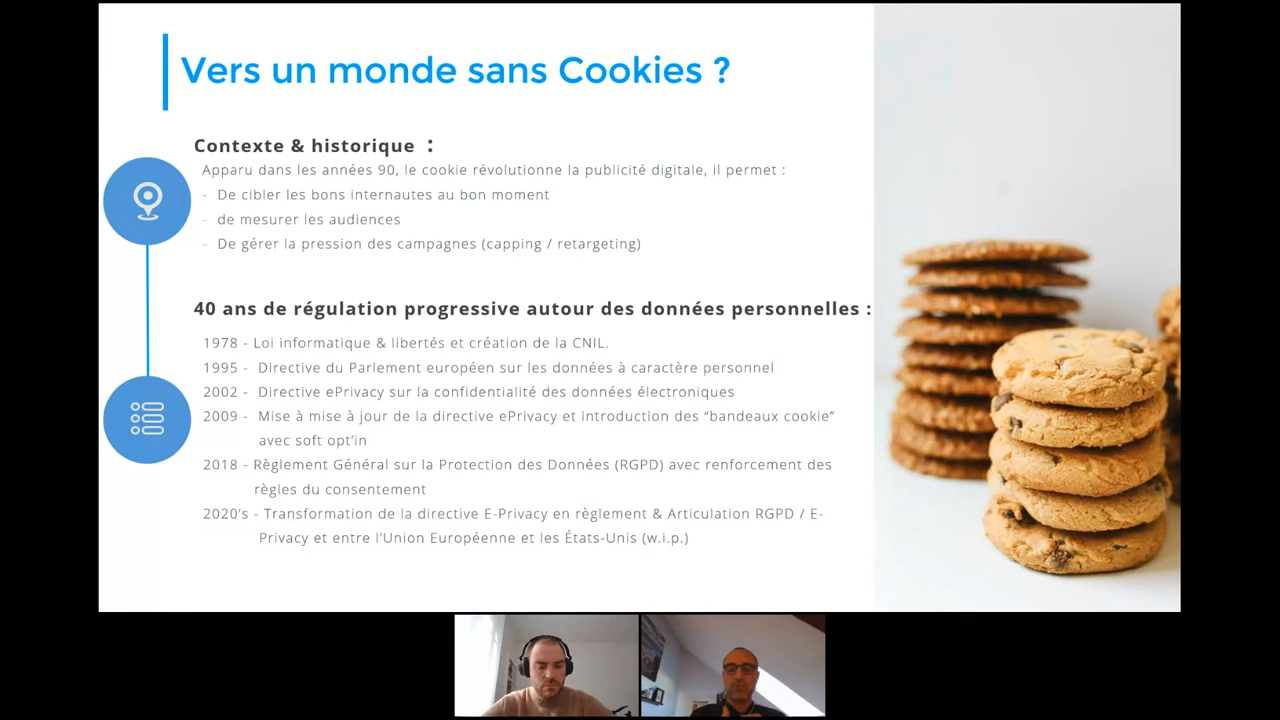 Vers un monde sans Cookies ?
Contexte & historique :
Apparu dans les années 90, le cookie révolutionne la publicité digitale, il permet :
- De cibler les bons internautes au bon moment
- de mesurer les audiences
- De gérer la pression des campagnes (capping / retargeting)
40 ans de régulation progressive autour des données personnelles :
1978 - Loi informatique & libertés et création de la CNIL.
1995 - Directive du Parlement européen sur les données à caractère personnel
2002 - Directive ePrivacy sur la confidentialité des données électroniques
2009 - Mise à mise à jour de la directive ePrivacy et introduction des “bandeaux cookie”
avec soft opt’in
2018 - Règlement Général sur la Protection des Données (RGPD) avec renforcement des
règles du consentement
2020’s - Transformation de la directive E-Privacy en règlement & Articulation RGPD / E-
Privacy et entre l’Union Européenne et les États-Unis (w.i.p.)